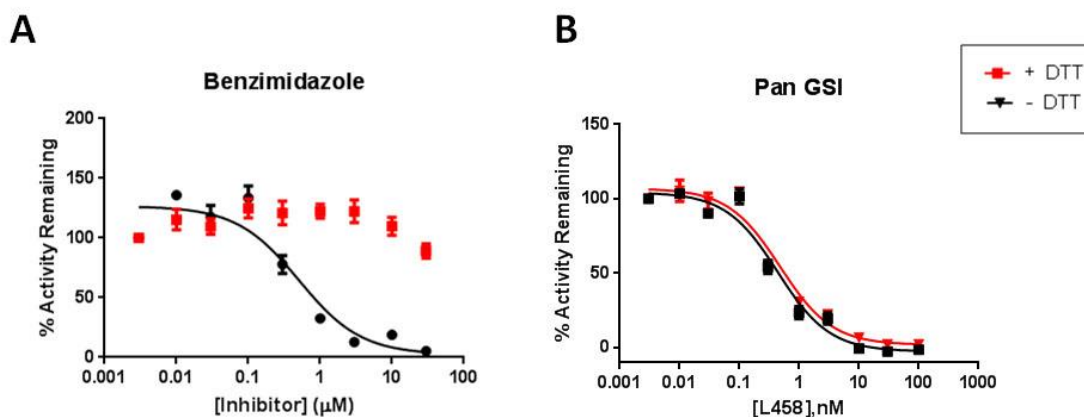 A
Benzimidazole
% Activity Remaining
200
150
100
50
0
0.001
0.01
0.1
1
10
100
[Inhibitor] (μM)
B
Pan GSI
% Activity Remaining
150
100
50
0
0.001
0.01
0.1
1
10
100
1000
[L458],nM
+ DTT
- DTT